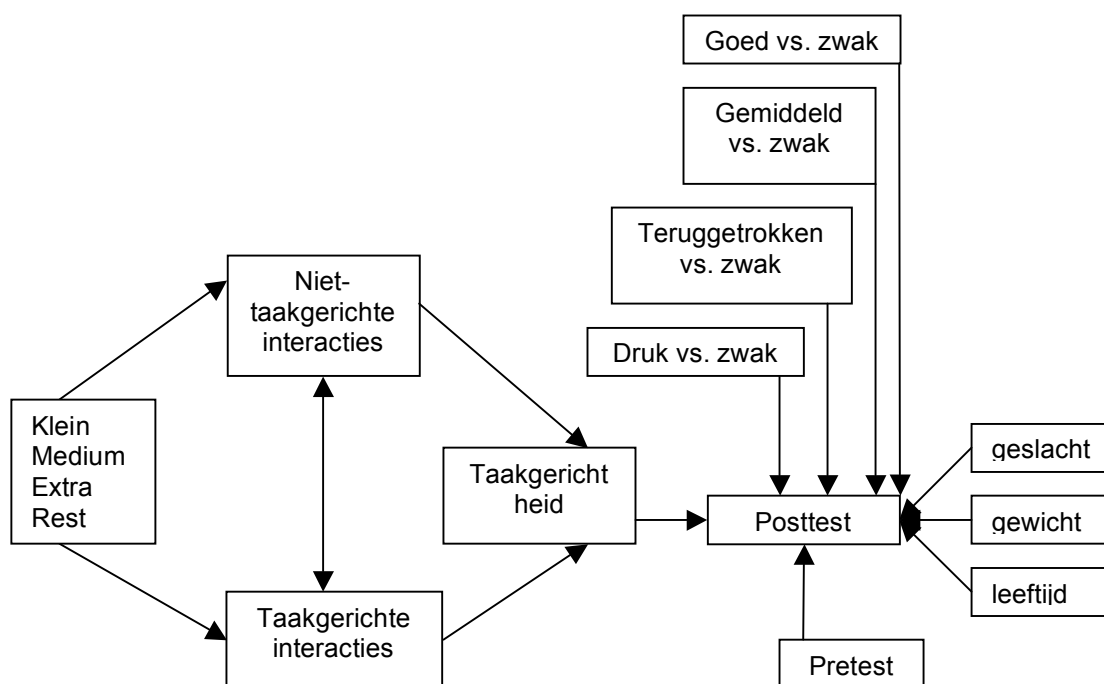 Goed vs. zwak
Gemiddeld
vs. zwak
Teruggetrokken
vs. zwak
Niet-
taakgerichte
interacties
Druk vs. zwak
Klein
Medium
Extra
Rest
Taakgericht
heid
Posttest
geslacht
gewicht
leeftijd
Taakgerichte
interacties
Pretest